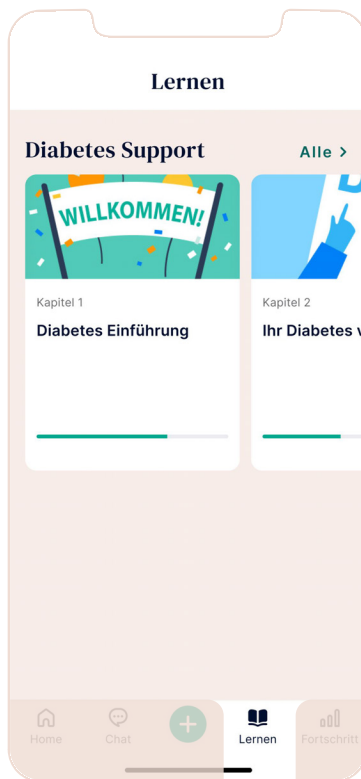 Lernen
Diabetes Support
Alle >
WILLKOMMEN!
Kapitel 1
Diabetes Einführung
Kapitel 2
Ihr Diabetes
Home
Chat
Lernen
Fortschritt